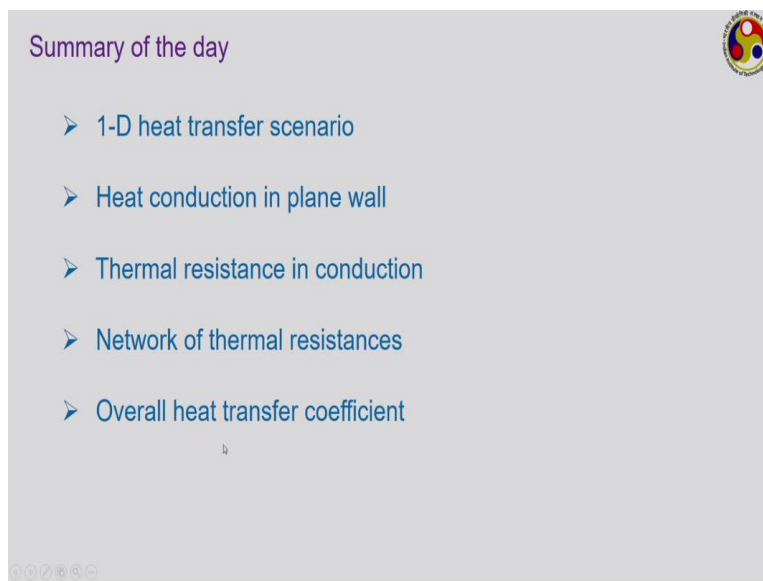 Summary of the day
1-D heat transfer scenario
Heat conduction in plane wall
Thermal resistance in conduction
Network of thermal resistances
Overall heat transfer coefficient